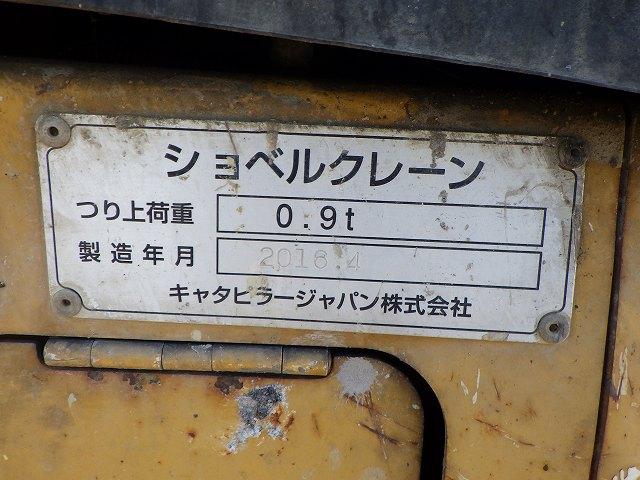 ショベルクレーン
つり上荷重 0.9t
製造年月 2016.4
キャタピラージャパン株式会社